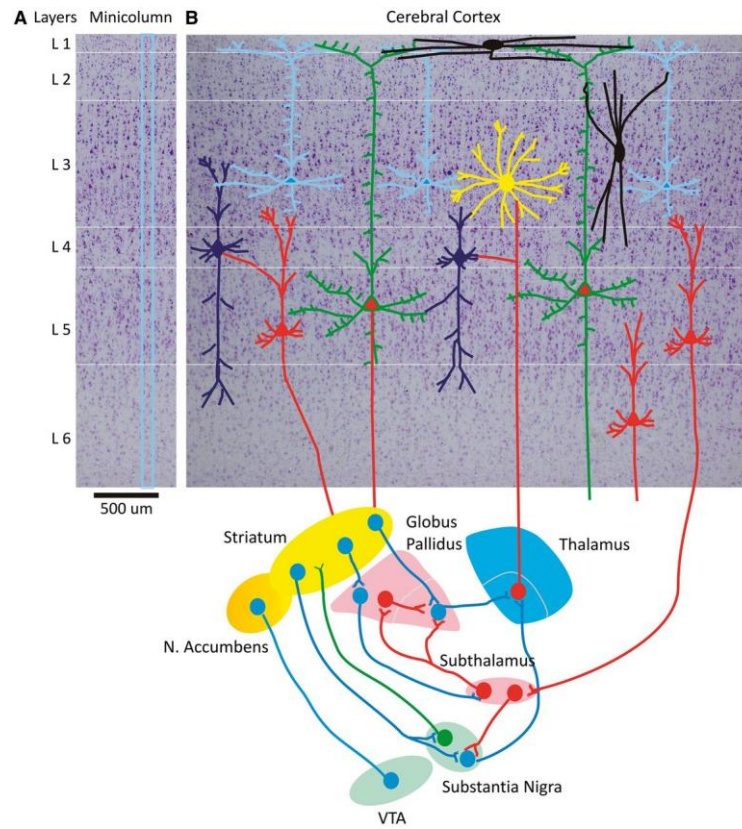 A Layers Minicolumn B Cerebral Cortex
L 1
L 2
L 3
L 4
L 5
L 6
500 um
Striatum
Globus
Pallidus
Thalamus
N. Accumbens
Subthalamus
Substantia Nigra
VTA